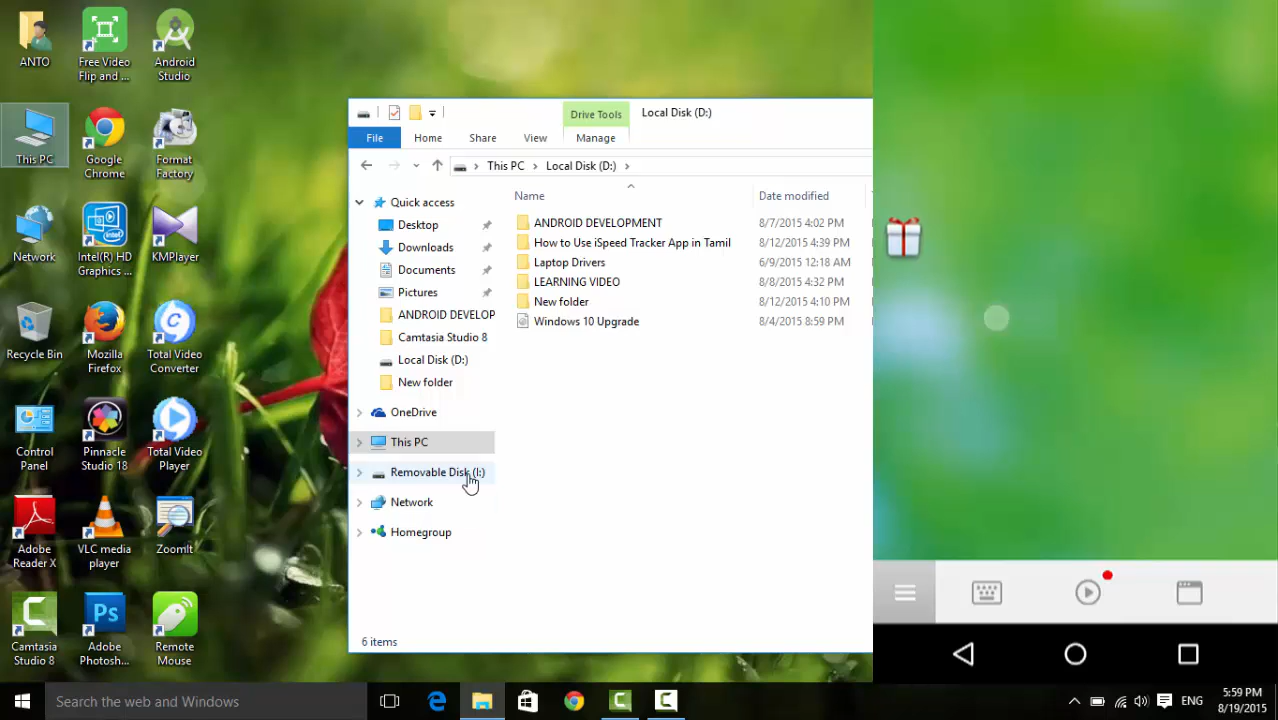 ANTO
Free Video
Flip and ...
Android
Studio
This PC
Google
Chrome
Format
Factory
Network
Intel(R) HD
Graphics ...
KMPlayer
Recycle Bin
Mozilla
Firefox
Total Video
Converter
Control
Panel
Pinnacle
Studio 18
Total Video
Player
Adobe
Reader X
VLC media
player
ZoomIt
Camtasia
Studio 8
Adobe
Photosh...
Remote
Mouse
Drive Tools
Local Disk (D:)
File
Home
Share
View
Manage
This PC
Local Disk (D:)
Quick access
Desktop
Downloads
Documents
Pictures
ANDROID DEVELOP
Camtasia Studio 8
Local Disk (D:)
New folder
OneDrive
This PC
Removable Disk (I:)
Network
Homegroup
Name
Date modified
ANDROID DEVELOPMENT
8/7/2015 4:02 PM
How to Use iSpeed Tracker App in Tamil
8/12/2015 4:39 PM
Laptop Drivers
6/9/2015 12:18 AM
LEARNING VIDEO
8/8/2015 4:32 PM
New folder
8/12/2015 4:10 PM
Windows 10 Upgrade
8/4/2015 8:59 PM
6 items
Search the web and Windows
ENG
5:59 PM
8/19/2015